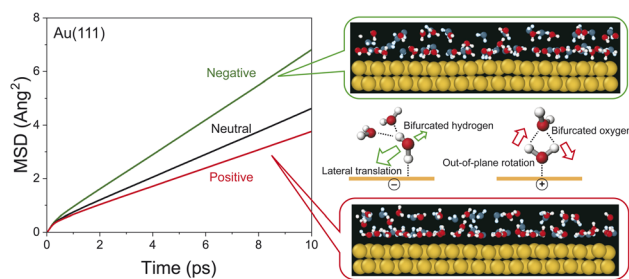 Au(111)
MSD (Ang²)
8
6
4
2
0
0
2
4
6
8
10
Time (ps)
Negative
Neutral
Positive
Bifurcated hydrogen
Lateral translation
−
Bifurcated oxygen
Out-of-plane rotation
+